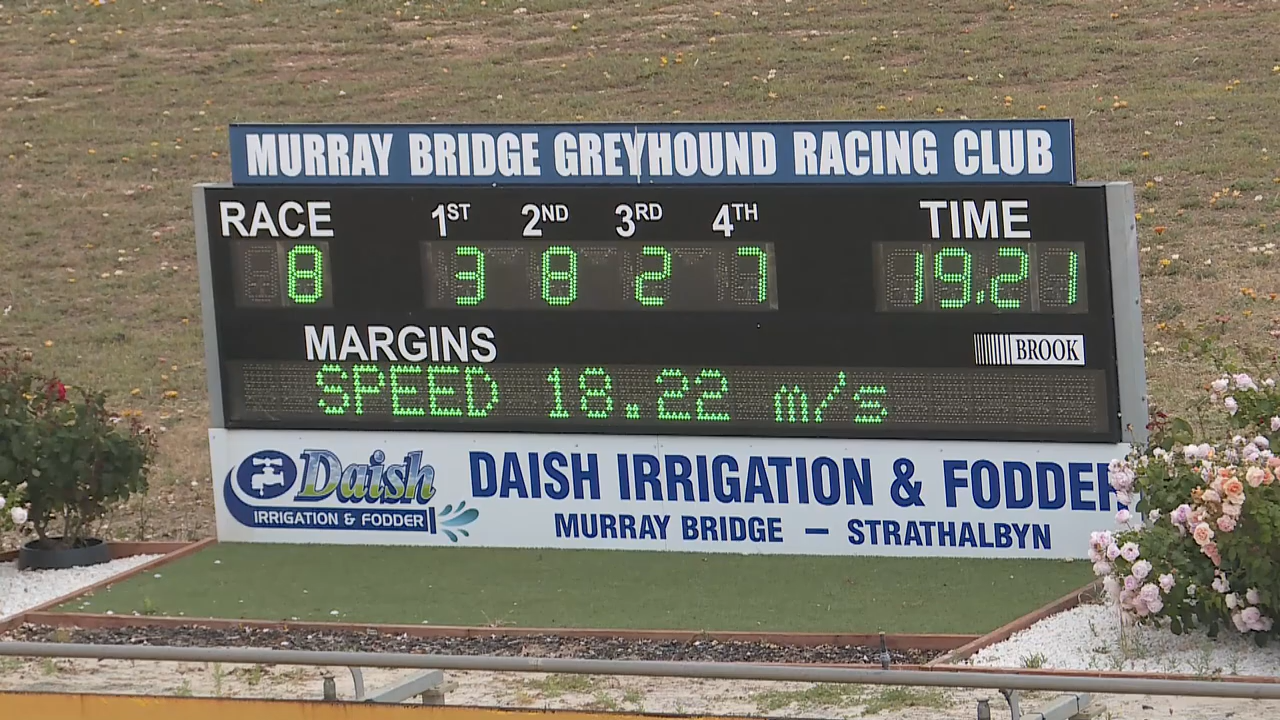 MURRAY BRIDGE GREYHOUND RACING CLUB
RACE 1ST 2ND 3RD 4TH TIME
8 3 8 2 7 19.21
MARGINS
BROOK
SPEED 18.22 m/s
Daish
IRRIGATION & FODDER
DAISH IRRIGATION & FODDER
MURRAY BRIDGE — STRATHALBYN